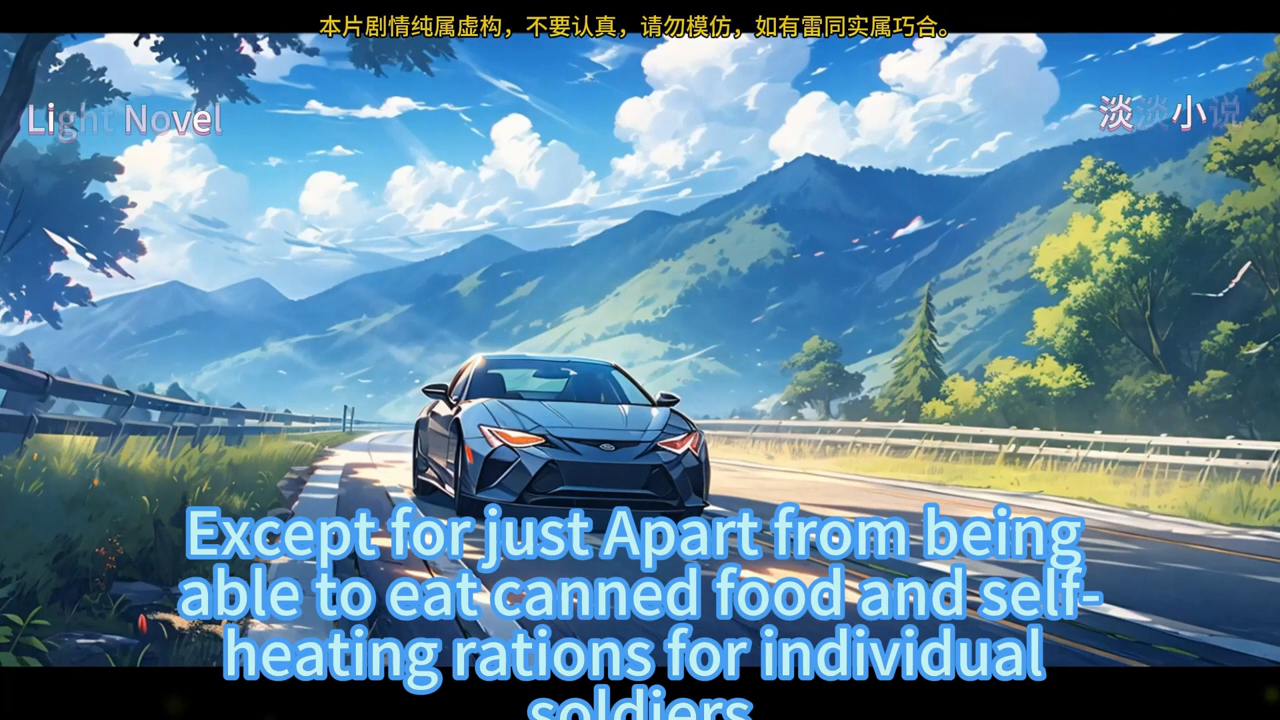 本片剧情纯属虚构，不要认真，请勿模仿，如有雷同实属巧合。
Light Novel
淡淡小说
Except for just Apart from being
able to eat canned food and self-
heating rations for individual
soldiers